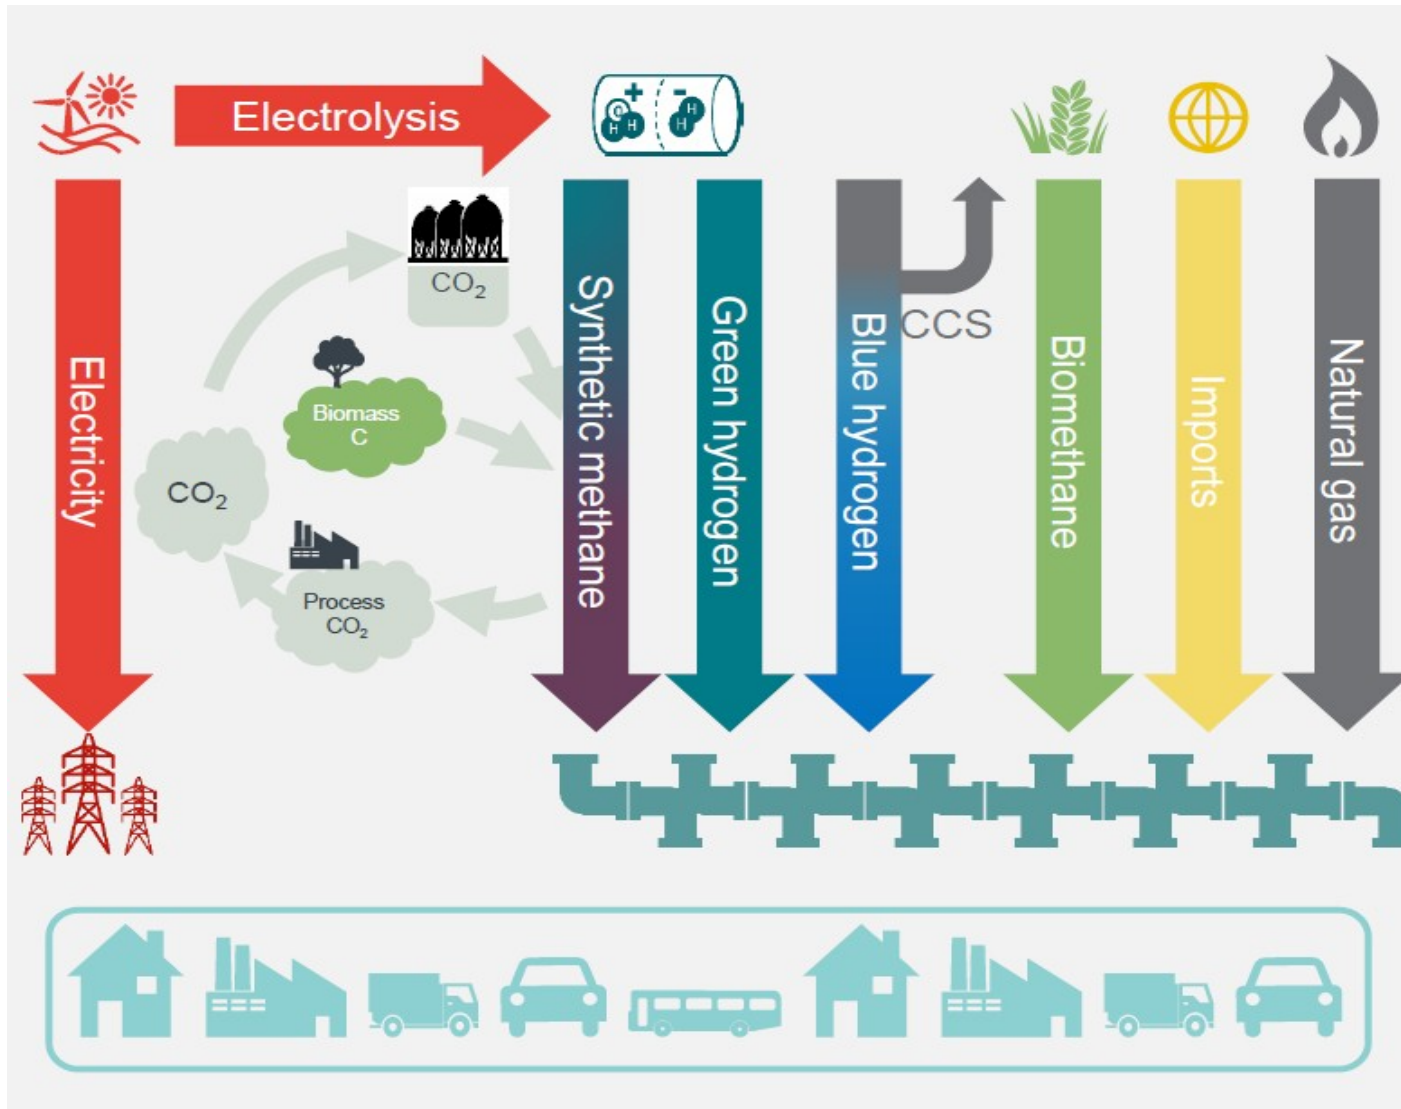 Electrolysis
+ -
O H H H H
CO₂
Biomass
C
CO₂
Process
CO₂
Electricity
Synthetic methane
Green hydrogen
Blue hydrogen
CCS
Biomethane
Imports
Natural gas